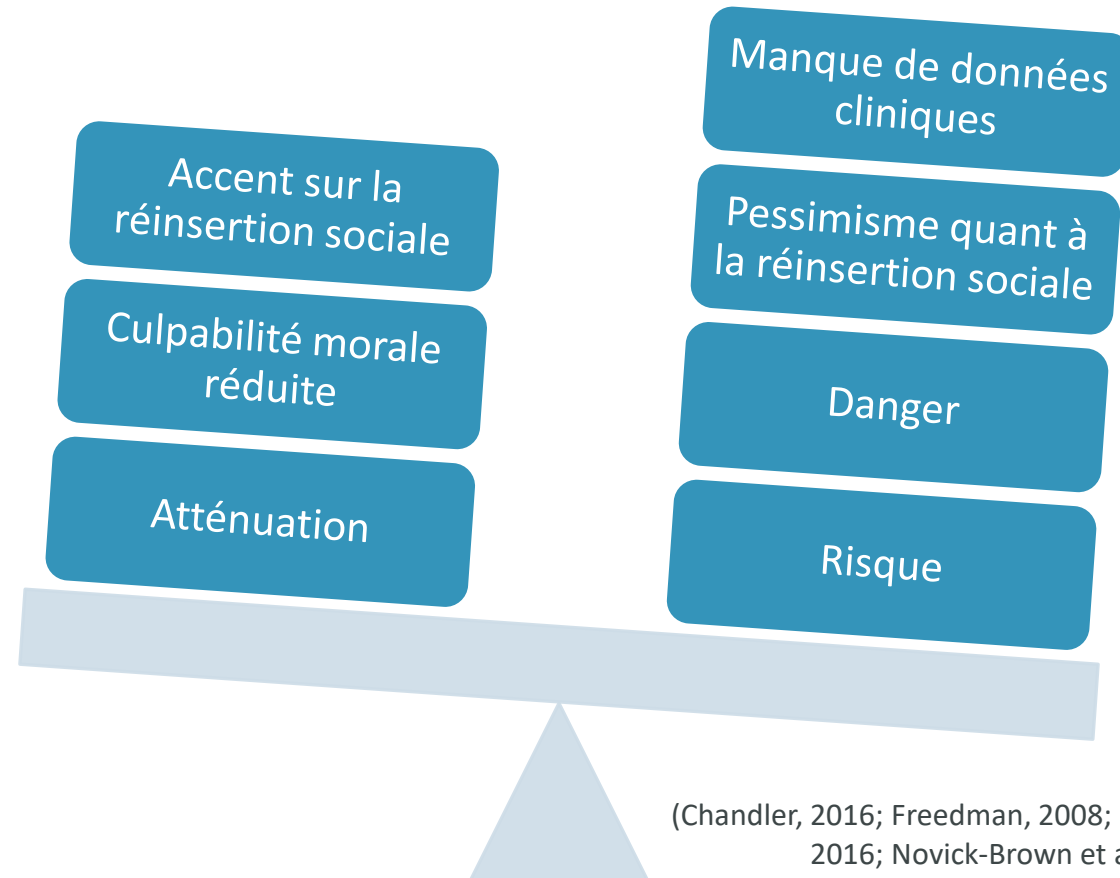 Accent sur la
réinsertion sociale
Culpabilité morale
réduite
Atténuation
Manque de données
cliniques
Pessimisme quant à
la réinsertion sociale
Danger
Risque
(Chandler, 2016; Freedman, 2008;
2016; Novick-Brown et